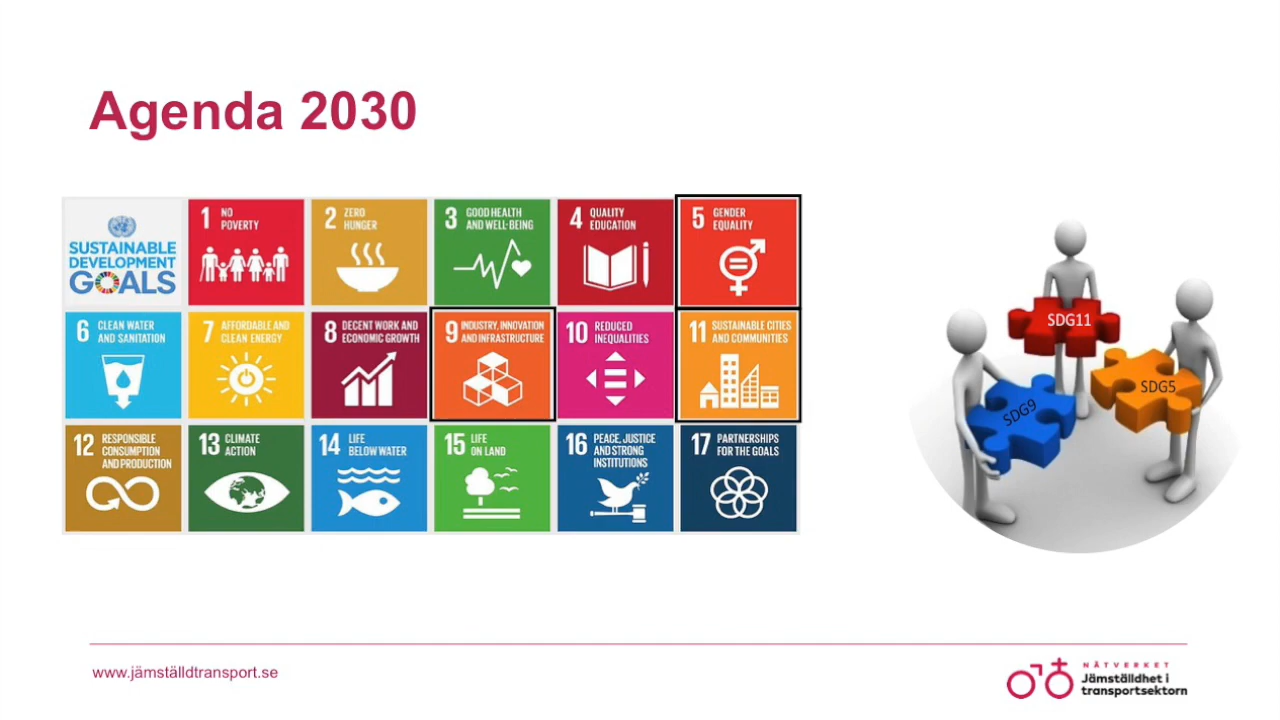 Agenda 2030
SUSTAINABLE
DEVELOPMENT
GOALS
1 NO
POVERTY
2 ZERO
HUNGER
3 GOOD HEALTH
AND WELL-BEING
4 QUALITY
EDUCATION
5 GENDER
EQUALITY
6 CLEAN WATER
AND SANITATION
7 AFFORDABLE AND
CLEAN ENERGY
8 DECENT WORK AND
ECONOMIC GROWTH
9 INDUSTRY, INNOVATION
AND INFRASTRUCTURE
10 REDUCED
INEQUALITIES
11 SUSTAINABLE CITIES
AND COMMUNITIES
12 RESPONSIBLE
CONSUMPTION
AND PRODUCTION
13 CLIMATE
ACTION
14 LIFE
BELOW WATER
15 LIFE
ON LAND
16 PEACE, JUSTICE
AND STRONG
INSTITUTIONS
17 PARTNERSHIPS
FOR THE GOALS
SDG11
SDG5
SDG9
www.jämställdtransport.se
NÄTVERKET
Jämställdhet i
transportsektorn